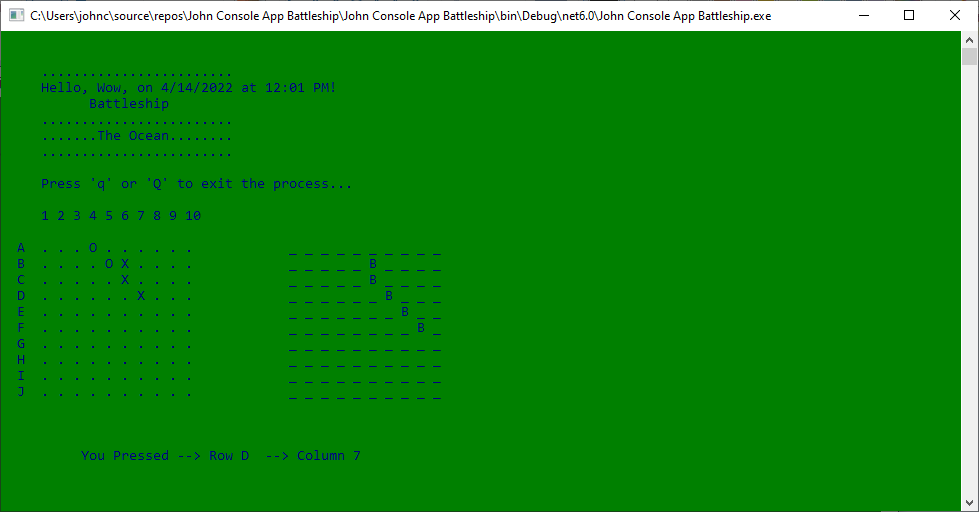 C:\Users\johnc\source\repos\John Console App Battleship\John Console App Battleship\bin\Debug\net6.0\John Console App Battleship.exe
........................
Hello, Wow, on 4/14/2022 at 12:01 PM!
Battleship
........................
.......The Ocean........
........................
Press 'q' or 'Q' to exit the process...
1 2 3 4 5 6 7 8 9 10
A . . . O . . . . . . _ _ _ _ _ _ _ _ _ _
B . . . . O X . . . . _ _ _ _ _ B _ _ _ _
C . . . . . X . . . . _ _ _ _ _ B _ _ _ _
D . . . . . . X . . . _ _ _ _ _ _ B _ _ _
E . . . . . . . . . . _ _ _ _ _ _ _ B _ _
F . . . . . . . . . . _ _ _ _ _ _ _ _ B _
G . . . . . . . . . . _ _ _ _ _ _ _ _ _ _
H . . . . . . . . . . _ _ _ _ _ _ _ _ _ _
I . . . . . . . . . . _ _ _ _ _ _ _ _ _ _
J . . . . . . . . . . _ _ _ _ _ _ _ _ _ _
You Pressed --> Row D  --> Column 7